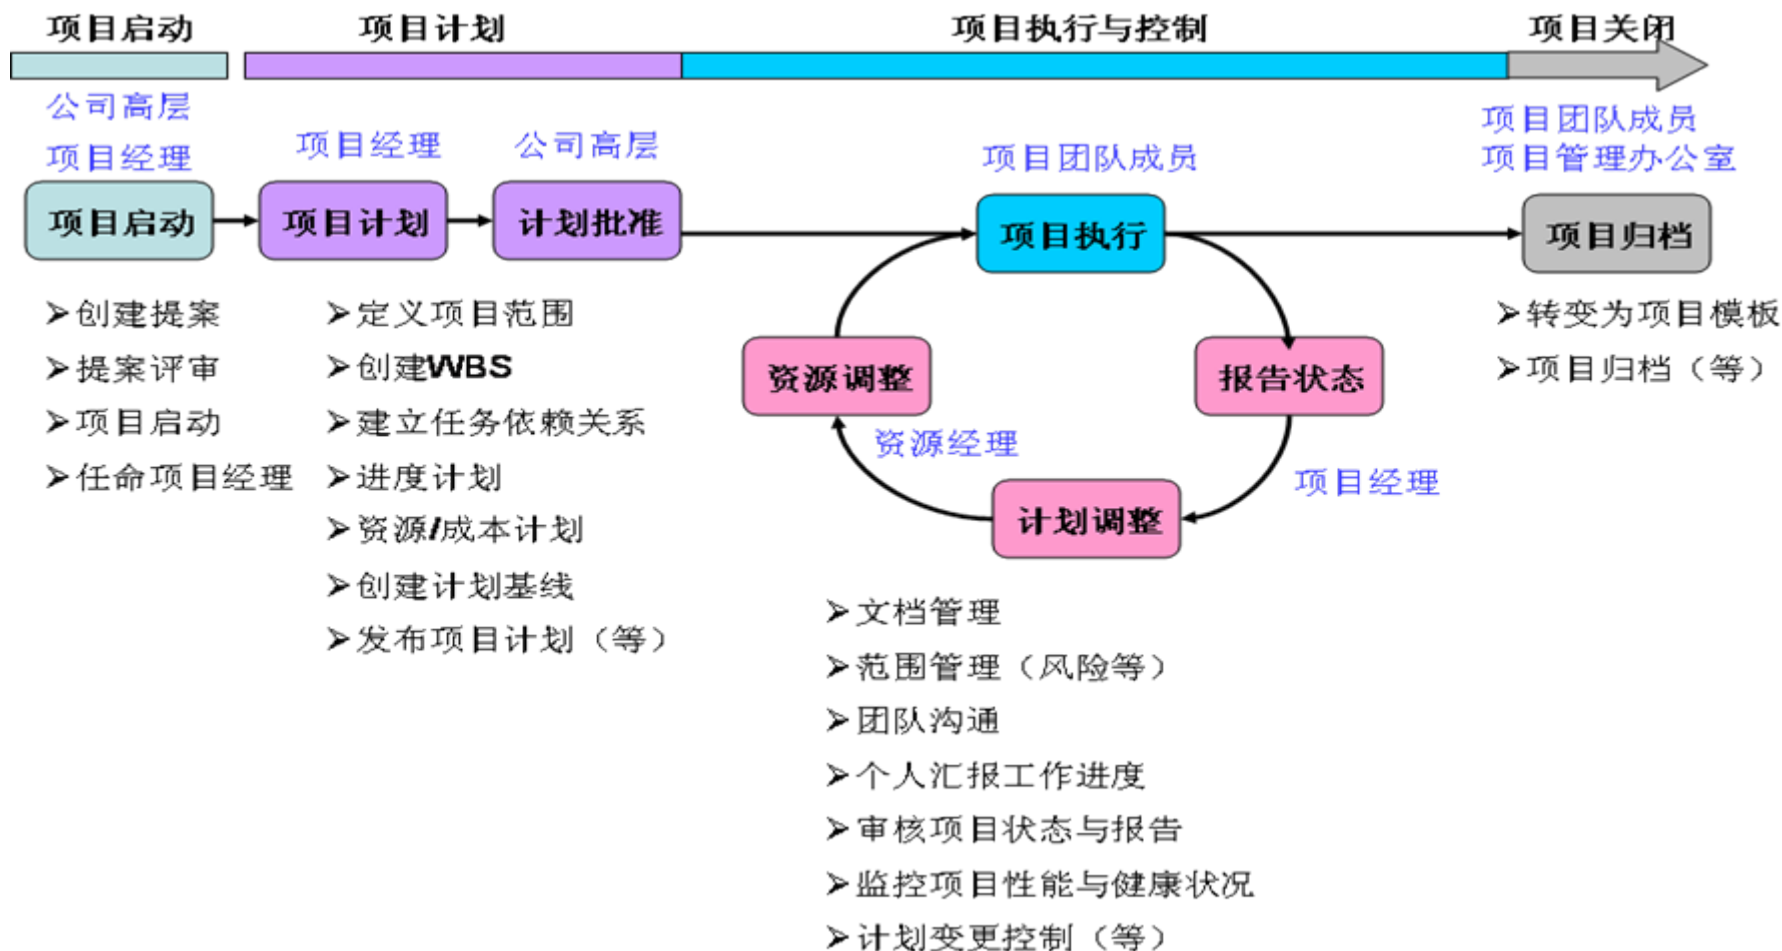 项目启动
项目计划
项目执行与控制
项目关闭
公司高层
项目经理
项目经理
公司高层
项目团队成员
项目团队成员
项目管理办公室
项目启动
项目计划
计划批准
项目执行
项目归档
➢创建提案
➢提案评审
➢项目启动
➢任命项目经理
➢定义项目范围
➢创建WBS
➢建立任务依赖关系
➢进度计划
➢资源/成本计划
➢创建计划基线
➢发布项目计划（等）
资源调整
报告状态
资源经理
项目经理
计划调整
➢文档管理
➢范围管理（风险等）
➢团队沟通
➢个人汇报工作进度
➢审核项目状态与报告
➢监控项目性能与健康状况
➢计划变更控制（等）
➢转变为项目模板
➢项目归档（等）